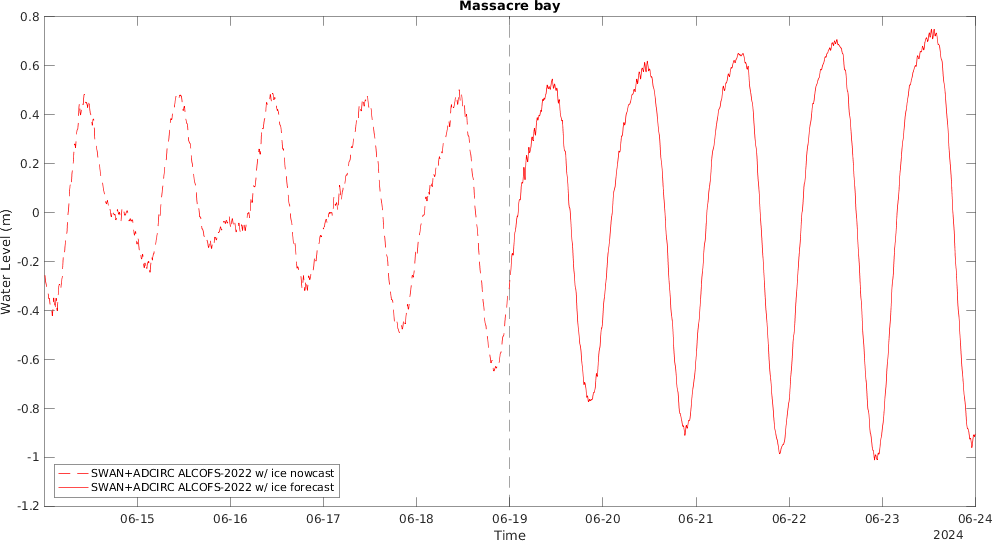 Massacre bay
0.8
0.6
0.4
0.2
0
-0.2
-0.4
-0.6
-0.8
-1
-1.2
Water Level (m)
SWAN+ADCIRC ALCOFS-2022 w/ ice nowcast
SWAN+ADCIRC ALCOFS-2022 w/ ice forecast
06-15 06-16 06-17 06-18 06-19 06-20 06-21 06-22 06-23 06-24
Time
2024